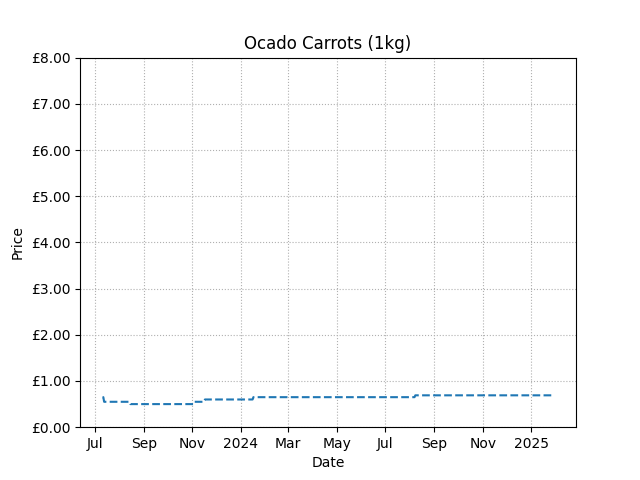 Ocado Carrots (1kg)
£8.00
£7.00
£6.00
£5.00
£4.00
£3.00
£2.00
£1.00
£0.00
Price
Jul Sep Nov 2024 Mar May Jul Sep Nov 2025
Date